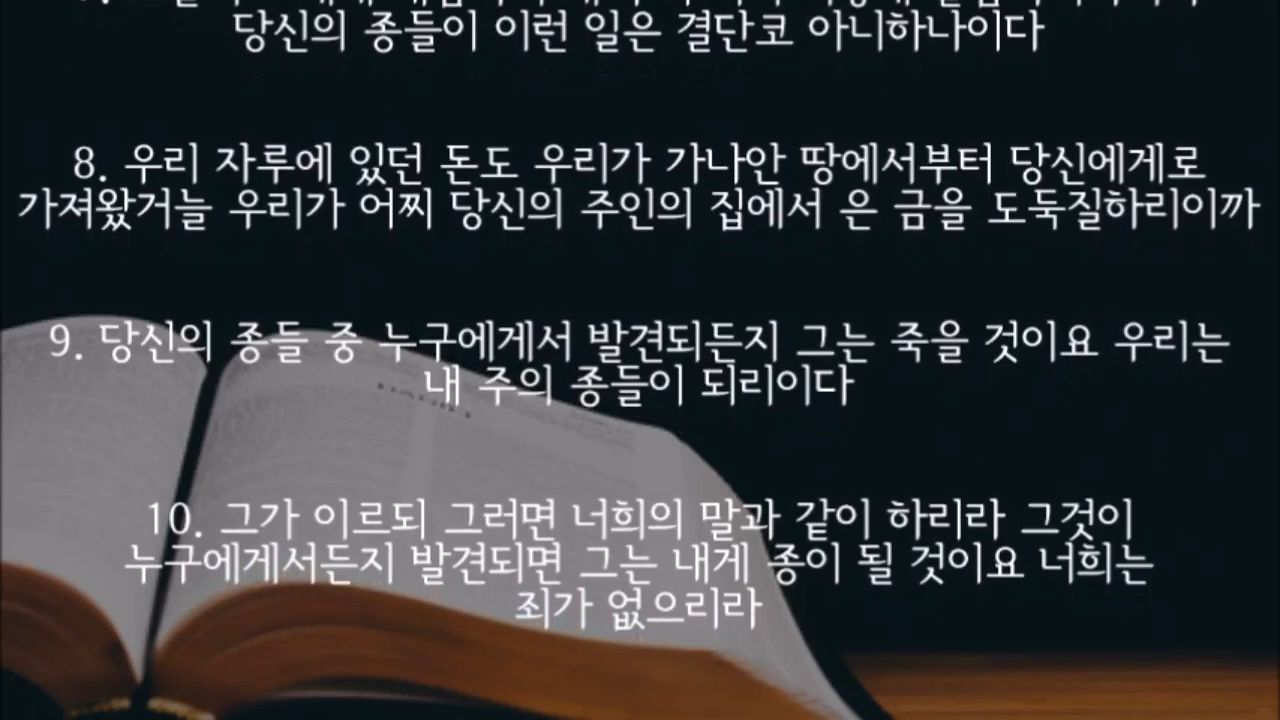 당신의 종들이 이런 일은 결단코 아니하나이다
8. 우리 자루에 있던 돈도 우리가 가나안 땅에서부터 당신에게로
가져왔거늘 우리가 어찌 당신의 주인의 집에서 은 금을 도둑질하리이까
9. 당신의 종들 중 누구에게서 발견되든지 그는 죽을 것이요 우리는
내 주의 종들이 되리이다
10. 그가 이르되 그러면 너희의 말과 같이 하리라 그것이
누구에게서든지 발견되면 그는 내게 종이 될 것이요 너희는
죄가 없으리라